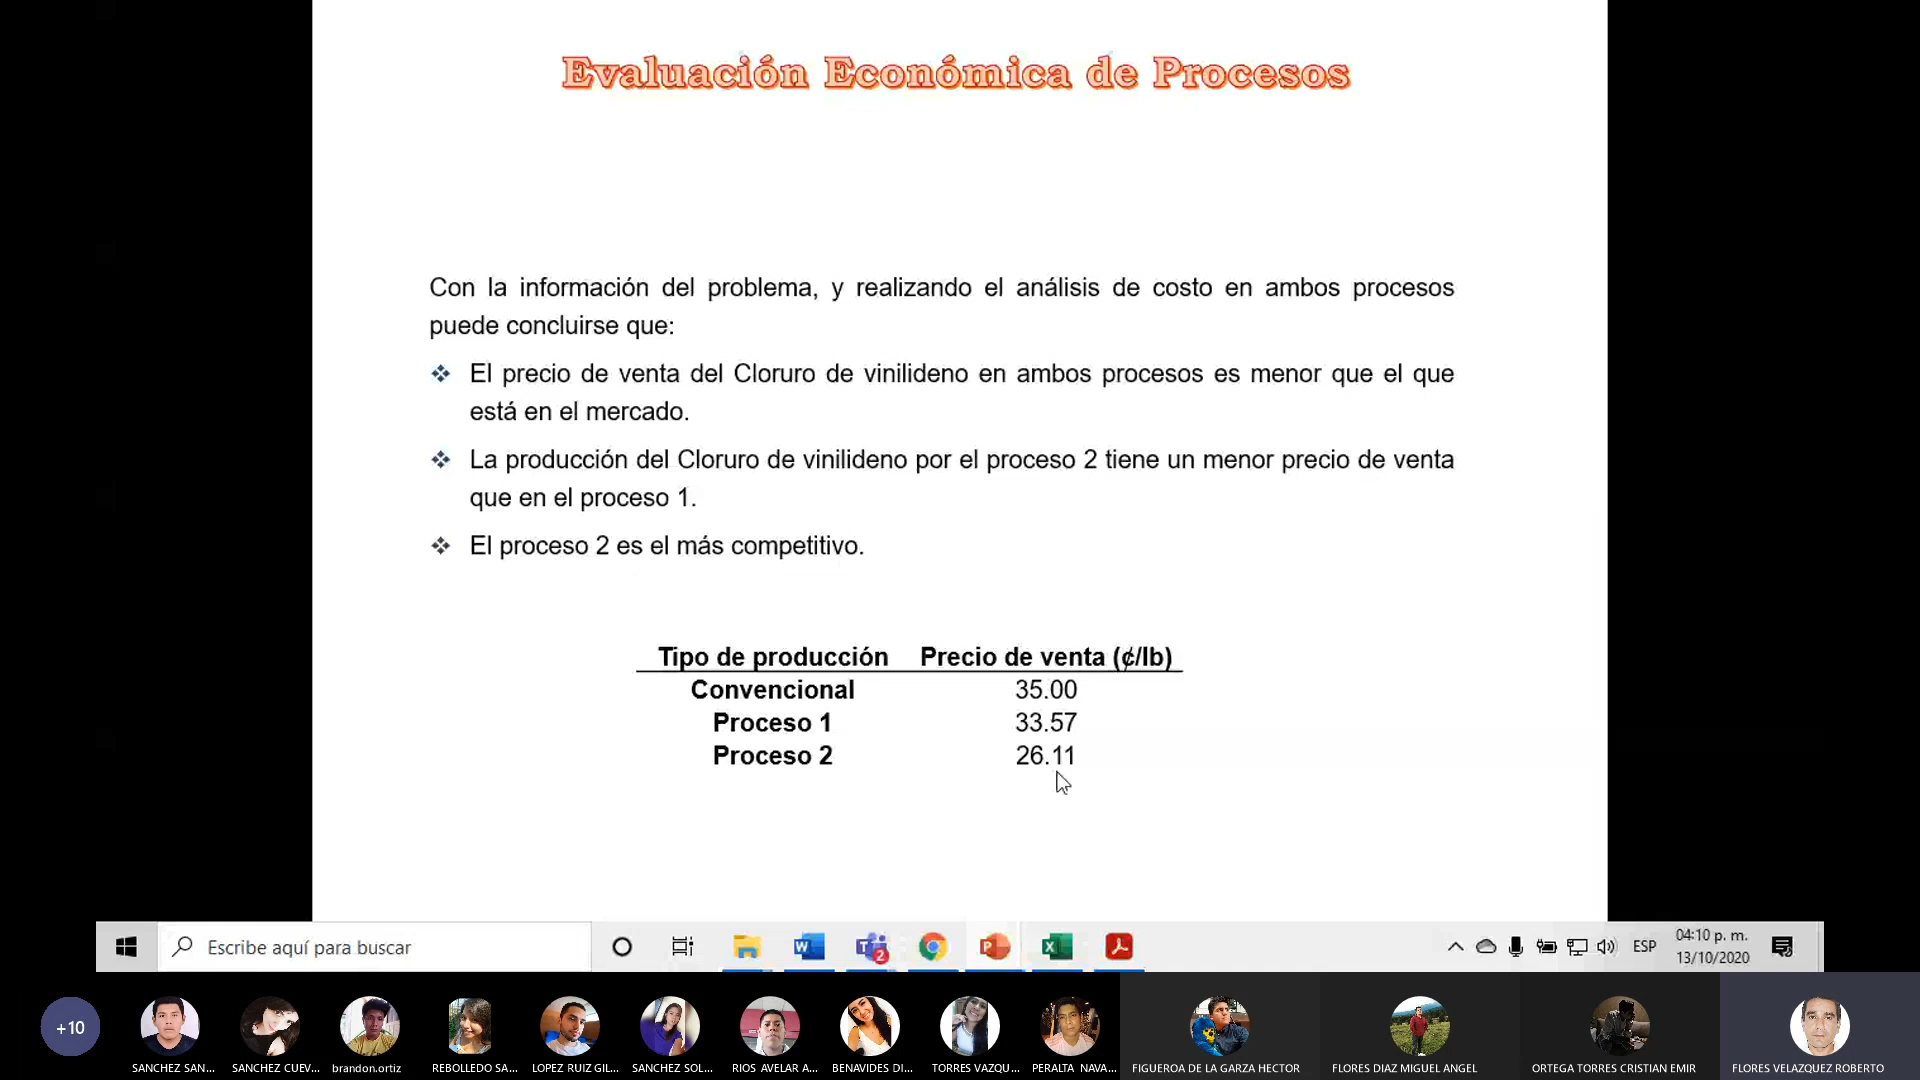 Evaluación Económica de Procesos
Con la información del problema, y realizando el análisis de costo en ambos procesos
puede concluirse que:
❖ El precio de venta del Cloruro de vinilideno en ambos procesos es menor que el que
está en el mercado.
❖ La producción del Cloruro de vinilideno por el proceso 2 tiene un menor precio de venta
que en el proceso 1.
❖ El proceso 2 es el más competitivo.
Tipo de producción Precio de venta (¢/lb)
Convencional 35.00
Proceso 1 33.57
Proceso 2 26.11
Escribe aquí para buscar
2
ESP
04:10 p. m.
13/10/2020
+10
SANCHEZ SAN... SANCHEZ CUEV... brandon.ortiz REBOLLEDO SA... LOPEZ RUIZ GIL... SANCHEZ SOL... RIOS AVELAR A... BENAVIDES DI... TORRES VAZQU... PERALTA NAVA... FIGUEROA DE LA GARZA HECTOR FLORES DIAZ MIGUEL ANGEL ORTEGA TORRES CRISTIAN EMIR FLORES VELAZQUEZ ROBERTO